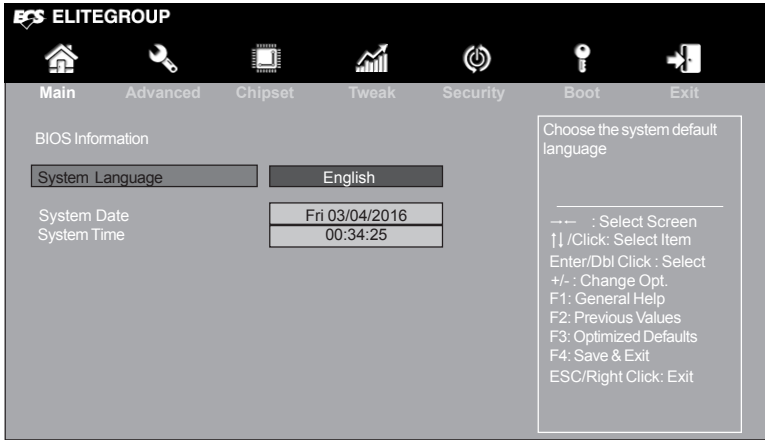 ECS ELITEGROUP
Main Advanced Chipset Tweak Security Boot Exit
BIOS Information
System Language English
System Date Fri 03/04/2016
System Time 00:34:25
Choose the system default
language
→← : Select Screen
↑↓/Click: Select Item
Enter/Dbl Click : Select
+/- : Change Opt.
F1: General Help
F2: Previous Values
F3: Optimized Defaults
F4: Save & Exit
ESC/Right Click: Exit